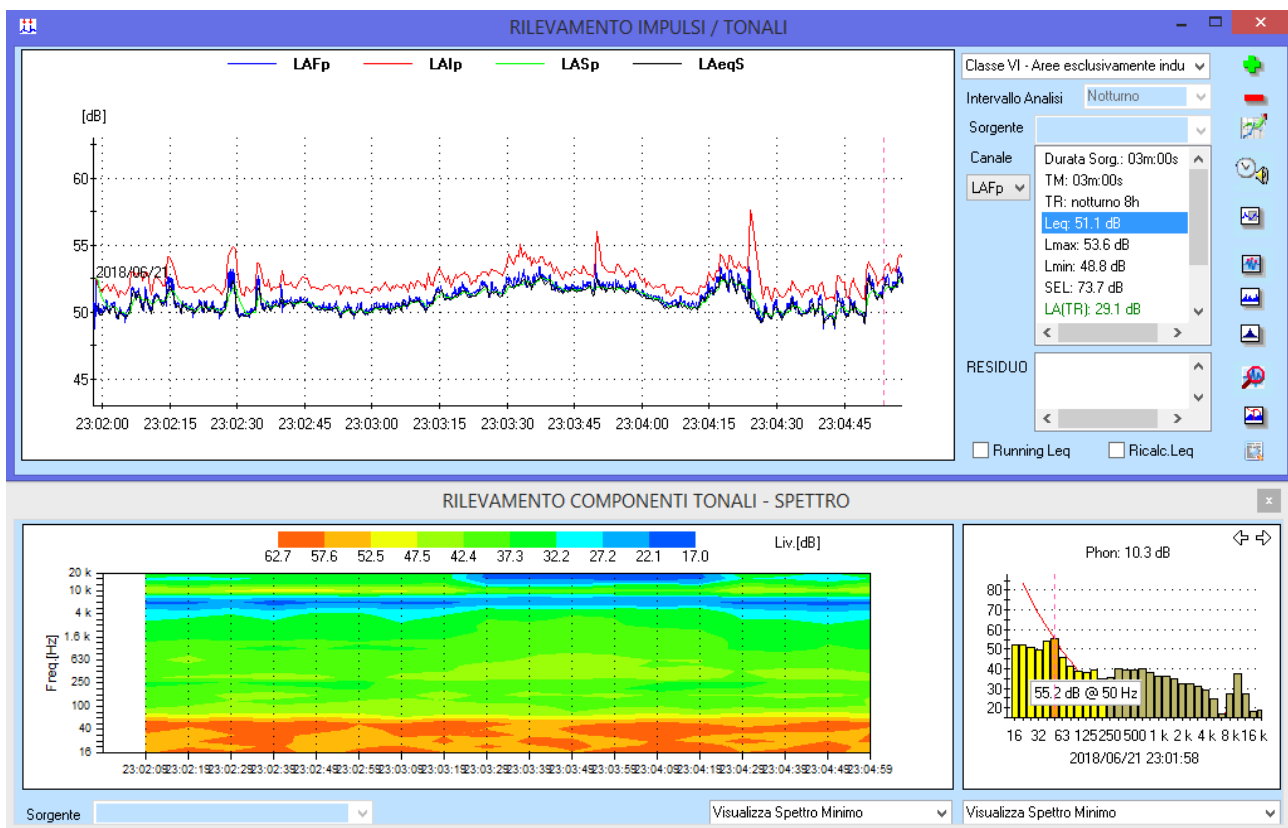 RILEVAMENTO IMPULSI / TONALI
LAFp LAIp LASp LAeqS
[dB]
60
55
50
45
2018/06/21
23:02:00 23:02:15 23:02:30 23:02:45 23:03:00 23:03:15 23:03:30 23:03:45 23:04:00 23:04:15 23:04:30 23:04:45
Classe VI - Aree esclusivamente indu
Intervallo Analisi Notturno
Sorgente
Canale
LAFp
Durata Sorg.: 03m:00s
TM: 03m:00s
TR: notturno 8h
Leq: 51.1 dB
Lmax: 53.6 dB
Lmin: 48.8 dB
SEL: 73.7 dB
LA(TR): 29.1 dB
RESIDUO
Running Leq Ricalc.Leq
RILEVAMENTO COMPONENTI TONALI - SPETTRO
Liv.[dB]
62.7 57.6 52.5 47.5 42.4 37.3 32.2 27.2 22.1 17.0
Freq.[Hz]
20 k
10 k
4 k
1.6 k
630
250
100
40
16
23:02:09 23:02:19 23:02:29 23:02:39 23:02:49 23:02:59 23:03:09 23:03:19 23:03:29 23:03:39 23:03:49 23:03:59 23:04:09 23:04:19 23:04:29 23:04:39 23:04:49 23:04:59
Sorgente
Visualizza Spettro Minimo
Phon: 10.3 dB
80
70
60
50
40
30
20
55.2 dB @ 50 Hz
16 32 63 125 250 500 1 k 2 k 4 k 8 k 16 k
2018/06/21 23:01:58
Visualizza Spettro Minimo